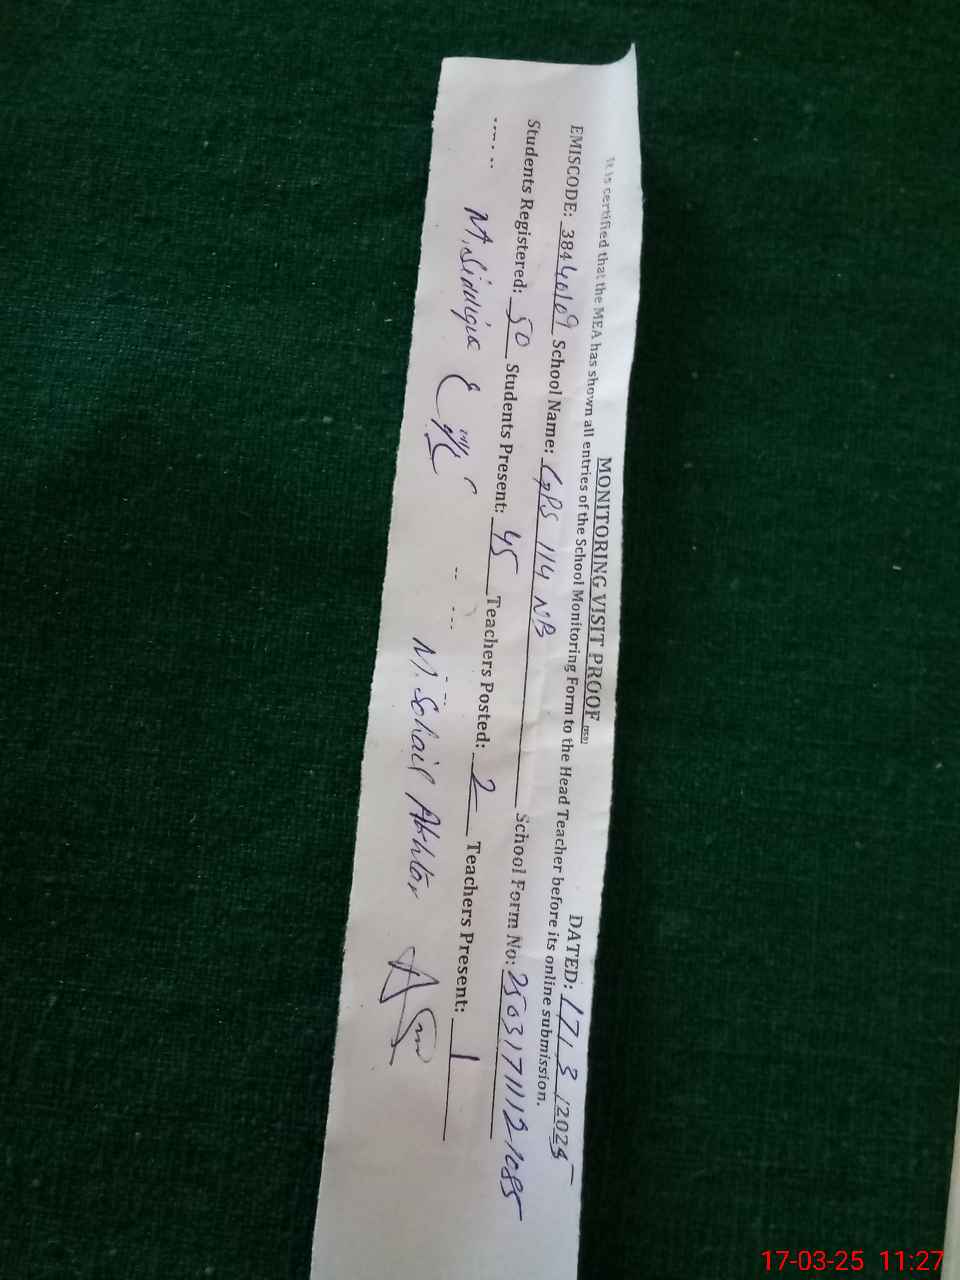 MONITORING VISIT PROOF DATED: 17/3/2025
It is certified that the MEA has shown all entries of the School Monitoring Form to the Head Teacher before its online submission.
EMISCODE: 38440109 School Name: GPS 114 NB School Form No: 25031711121085
Students Registered: 50 Students Present: 45 Teachers Posted: 2 Teachers Present: 1
M. Siddique M. Sohail Akhtar
17-03-25 11:27